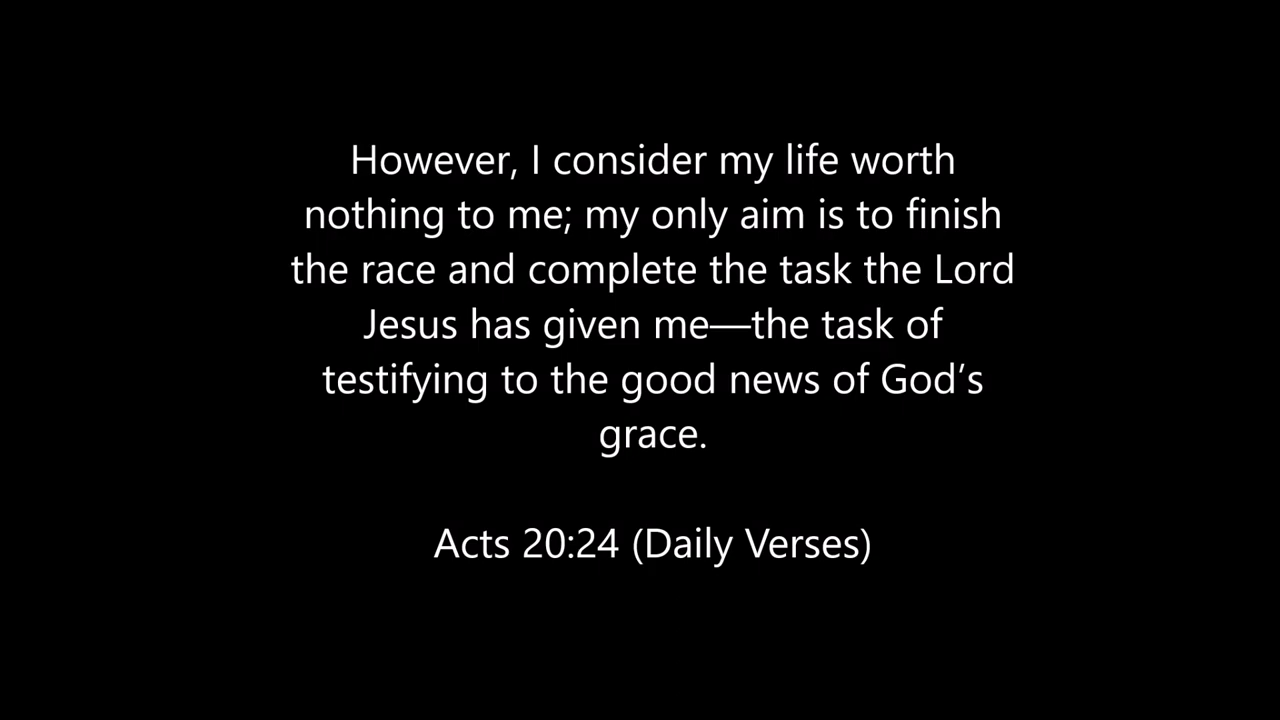 However, I consider my life worth
nothing to me; my only aim is to finish
the race and complete the task the Lord
Jesus has given me—the task of
testifying to the good news of God’s
grace.
Acts 20:24 (Daily Verses)